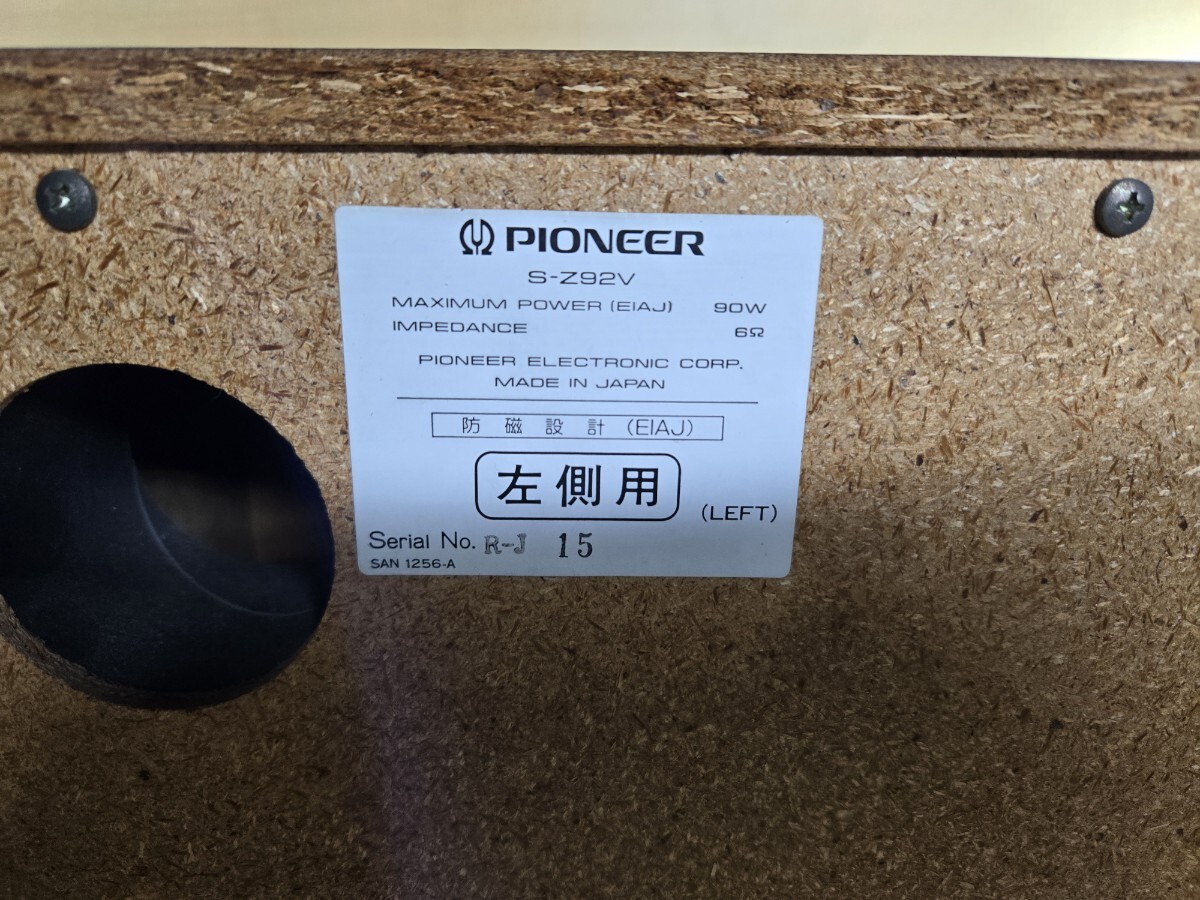 PIONEER
S-Z92V
MAXIMUM POWER (EIAJ) 90W
IMPEDANCE 6Ω
PIONEER ELECTRONIC CORP.
MADE IN JAPAN
防磁設計 (EIAJ)
左側用 (LEFT)
Serial No. R-J 15
SAN 1256-A